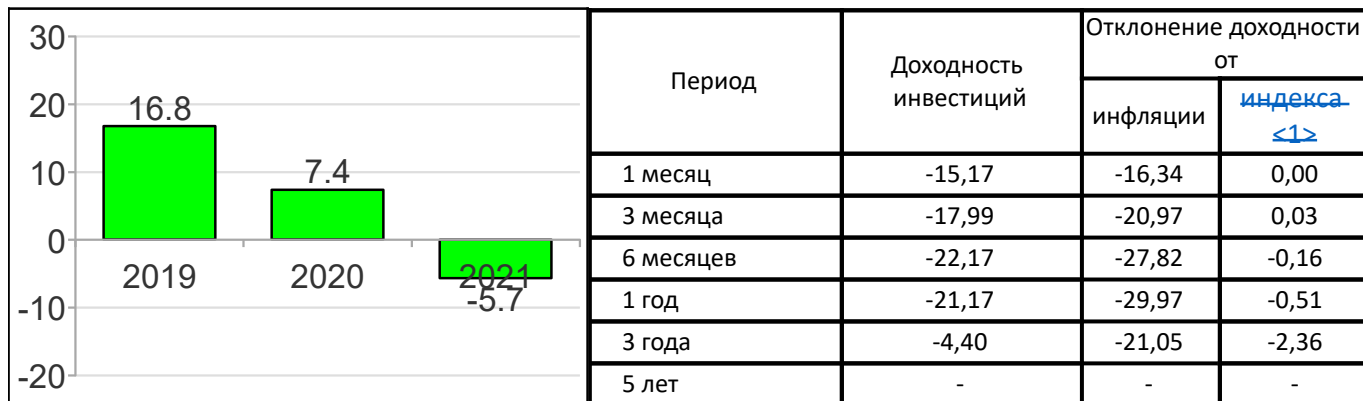 30
20
10
0
-10
-20
16.8
7.4
-5.7
2019 2020 2021
Период
Доходность
инвестиций
Отклонение доходности
от
инфляции
индекса
<1>
1 месяц -15,17 -16,34 0,00
3 месяца -17,99 -20,97 0,03
6 месяцев -22,17 -27,82 -0,16
1 год -21,17 -29,97 -0,51
3 года -4,40 -21,05 -2,36
5 лет - - -